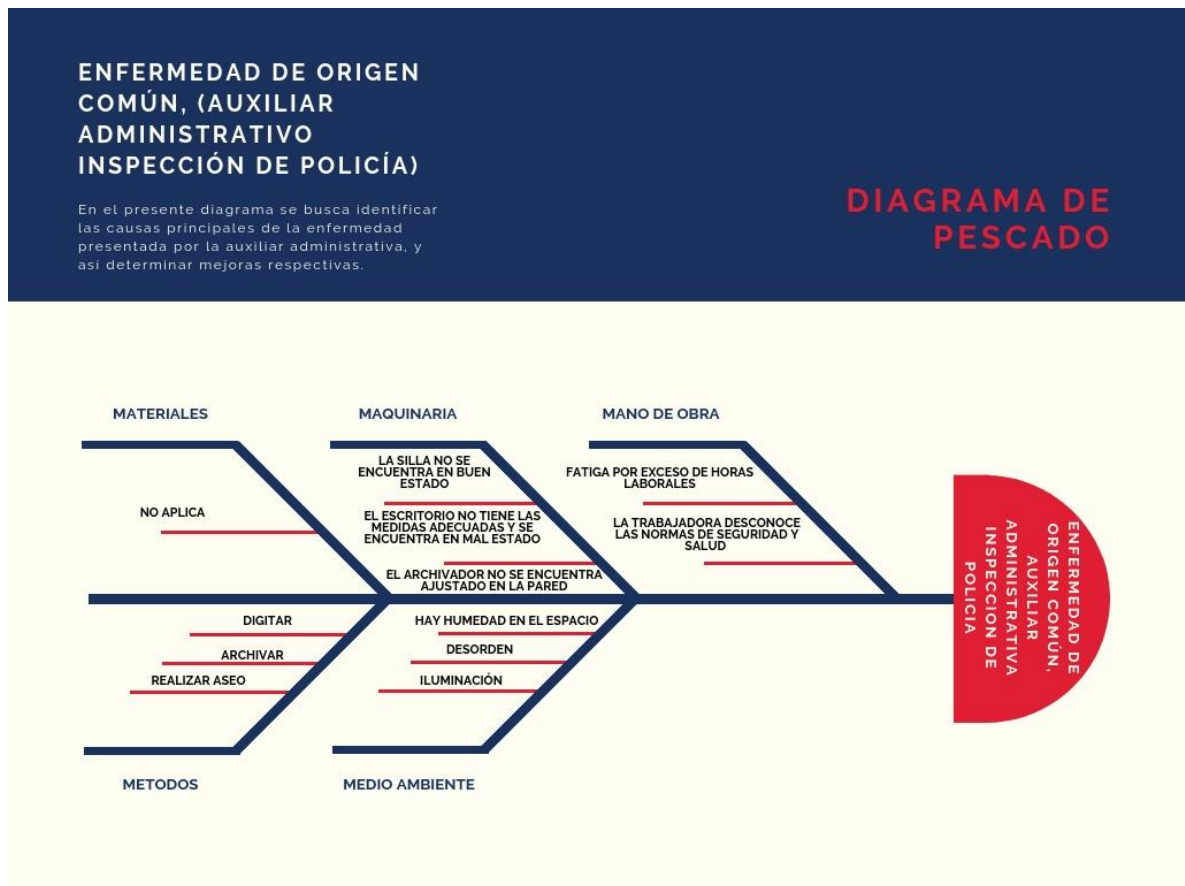 ENFERMEDAD DE ORIGEN
COMÚN, (AUXILIAR
ADMINISTRATIVO
INSPECCIÓN DE POLICÍA)
En el presente diagrama se busca identificar
las causas principales de la enfermedad
presentada por la auxiliar administrativa, y
así determinar mejoras respectivas.
DIAGRAMA DE
PESCADO
MATERIALES
NO APLICA
MAQUINARIA
LA SILLA NO SE
ENCUENTRA EN BUEN
ESTADO
EL ESCRITORIO NO TIENE LAS
MEDIDAS ADECUADAS Y SE
ENCUENTRA EN MAL ESTADO
EL ARCHIVADOR NO SE ENCUENTRA
AJUSTADO EN LA PARED
MANO DE OBRA
FATIGA POR EXCESO DE HORAS
LABORALES
LA TRABAJADORA DESCONOCE
LAS NORMAS DE SEGURIDAD Y
SALUD
DIGITAR
ARCHIVAR
REALIZAR ASEO
METODOS
HAY HUMEDAD EN EL ESPACIO
DESORDEN
ILUMINACIÓN
MEDIO AMBIENTE
ENFERMEDAD DE
ORIGEN COMÚN,
AUXILIAR
ADMINISTRATIVA
INSPECCION DE
POLICIA